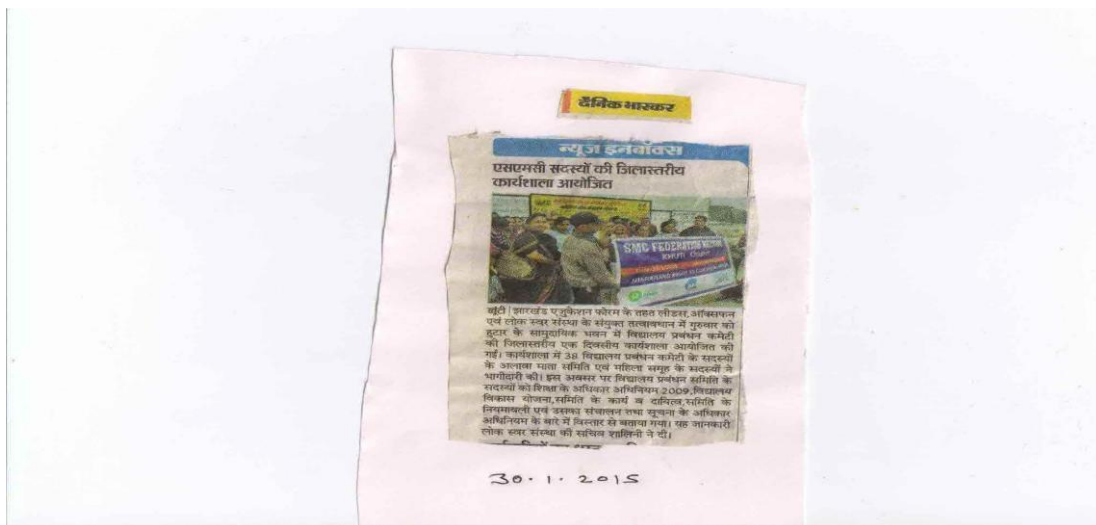 दैनिक भास्कर
न्यूज इनबॉक्स
एसएमसी सदस्यों की जिलास्तरीय
कार्यशाला आयोजित
SMC FEDERATION
KHUTI
खूंटी | झारखंड एजुकेशन फोरम के तहत लीडस,ऑक्सफन
एवं लोक स्वर संस्था के संयुक्त तत्वावधान में गुरुवार को
हुटार के सामुदायिक भवन में विद्यालय प्रबंधन कमेटी
की जिलास्तरीय एक दिवसीय कार्यशाला आयोजित की
गई। कार्यशाला में 38 विद्यालय प्रबंधन कमेटी के सदस्यों
के अलावा माता समिति एवं महिला समूह के सदस्यों ने
भागीदारी की। इस अवसर पर विद्यालय प्रबंधन समिति के
सदस्यों को शिक्षा के अधिकार अधिनियम 2009,विद्यालय
विकास योजना,समिति के कार्य व दायित्व,समिति के
नियमावली एवं उसका संचालन तथा सूचना के अधिकार
अधिनियम के बारे में विस्तार से बताया गया। यह जानकारी
लोक स्वर संस्था की सचिव शालिनी ने दी।
30.1.2015